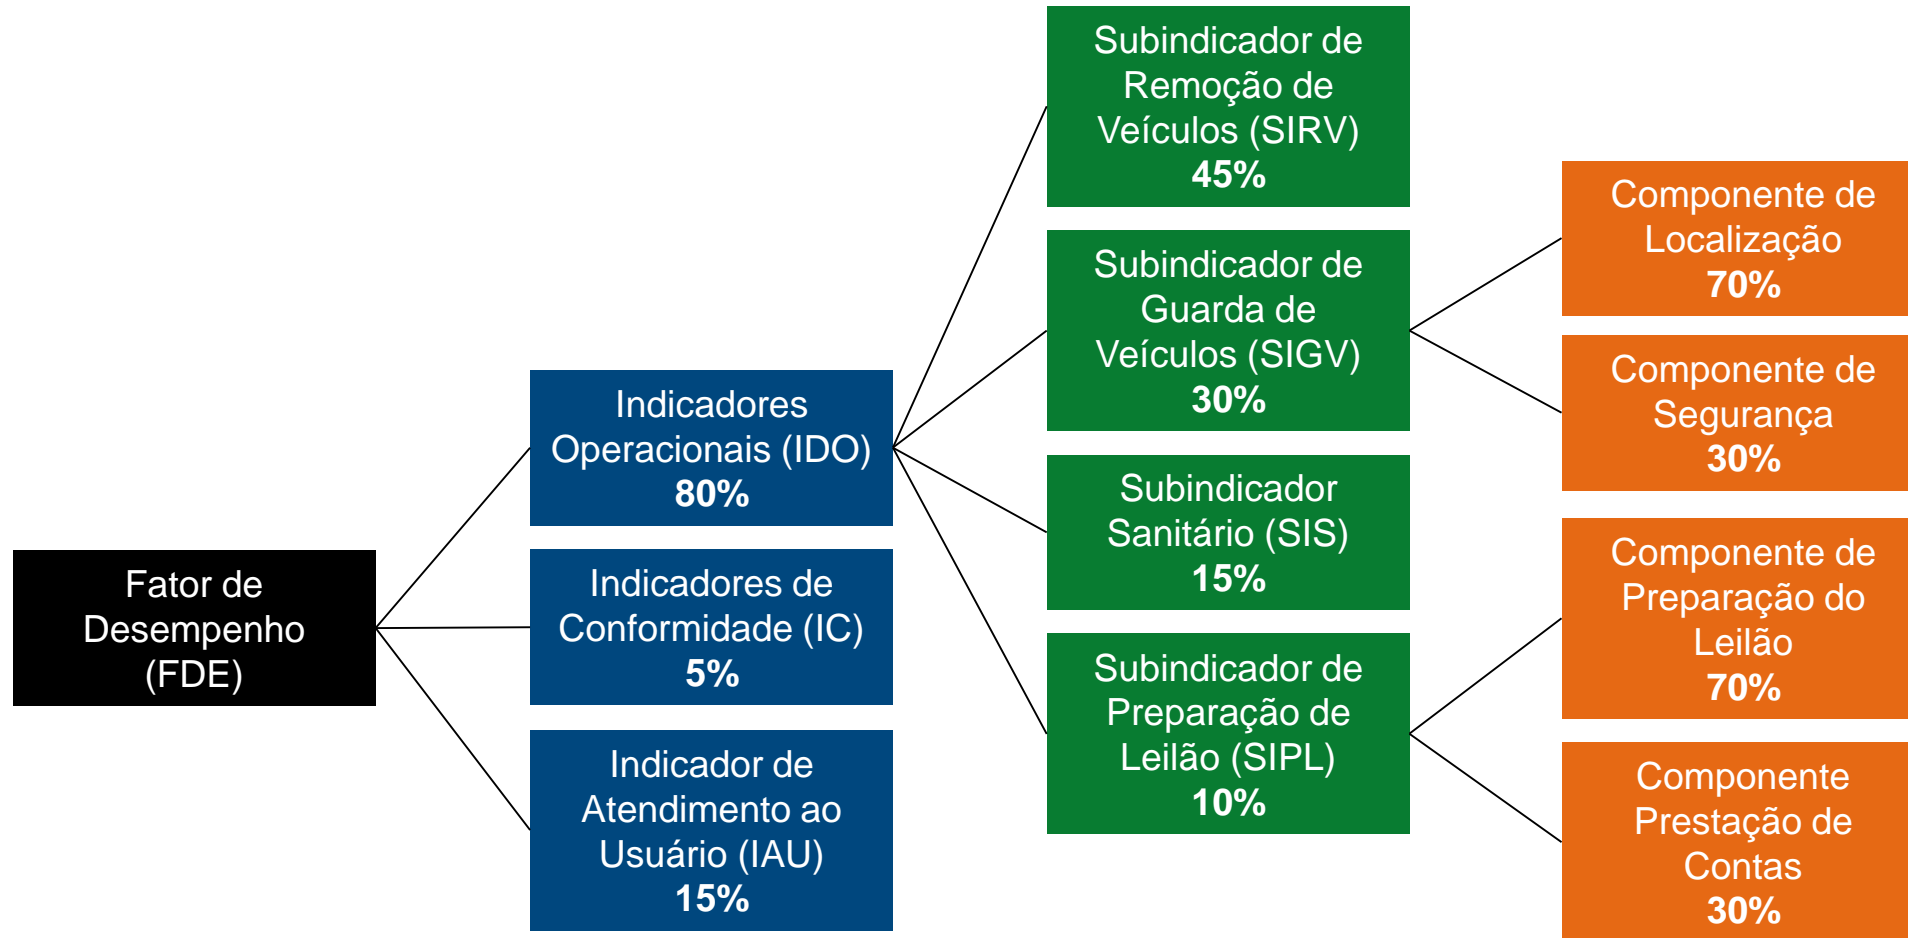 Fator de
Desempenho
(FDE)
Indicadores
Operacionais (IDO)
80%
Indicadores de
Conformidade (IC)
5%
Indicador de
Atendimento ao
Usuário (IAU)
15%
Subindicador de
Remoção de
Veículos (SIRV)
45%
Subindicador de
Guarda de
Veículos (SIGV)
30%
Subindicador
Sanitário (SIS)
15%
Subindicador de
Preparação de
Leilão (SIPL)
10%
Componente de
Localização
70%
Componente de
Segurança
30%
Componente de
Preparação do
Leilão
70%
Componente
Prestação de
Contas
30%